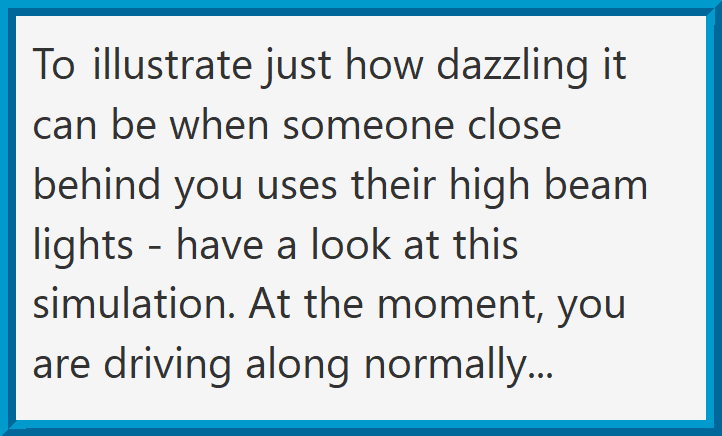 To illustrate just how dazzling it
can be when someone close
behind you uses their high beam
lights - have a look at this
simulation. At the moment, you
are driving along normally...